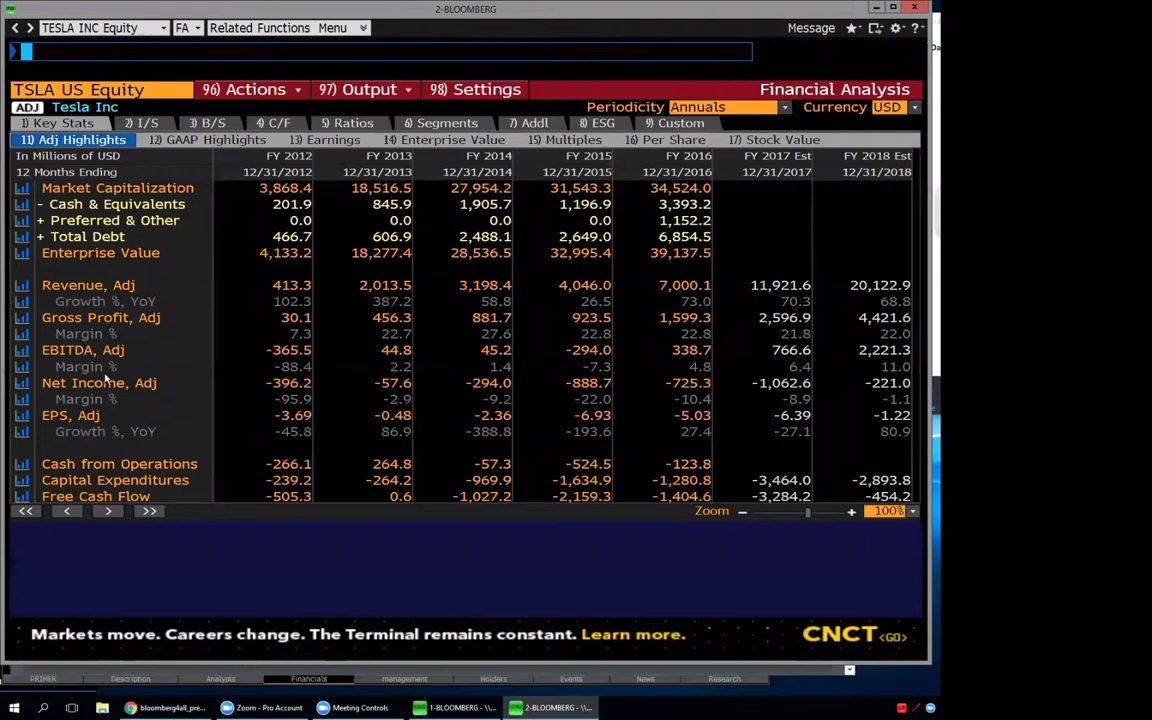 2-BLOOMBERG
TESLA INC Equity FA Related Functions Menu Message
TSLA US Equity 96) Actions 97) Output 98) Settings Financial Analysis
ADJ Tesla Inc Periodicity Annuals Currency USD
1) Key Stats 2) I/S 3) B/S 4) C/F 5) Ratios 6) Segments 7) Addl 8) ESG 9) Custom
11) Adj Highlights 12) GAAP Highlights 13) Earnings 14) Enterprise Value 15) Multiples 16) Per Share 17) Stock Value
In Millions of USD FY 2012 FY 2013 FY 2014 FY 2015 FY 2016 FY 2017 Est FY 2018 Est
12 Months Ending 12/31/2012 12/31/2013 12/31/2014 12/31/2015 12/31/2016 12/31/2017 12/31/2018
Market Capitalization 3,868.4 18,516.5 27,954.2 31,543.3 34,524.0
- Cash & Equivalents 201.9 845.9 1,905.7 1,196.9 3,393.2
+ Preferred & Other 0.0 0.0 0.0 0.0 1,152.2
+ Total Debt 466.7 606.9 2,488.1 2,649.0 6,854.5
Enterprise Value 4,133.2 18,277.4 28,536.5 32,995.4 39,137.5
Revenue, Adj 413.3 2,013.5 3,198.4 4,046.0 7,000.1 11,921.6 20,122.9
Growth %, YoY 102.3 387.2 58.8 26.5 73.0 70.3 68.8
Gross Profit, Adj 30.1 456.3 881.7 923.5 1,599.3 2,596.9 4,421.6
Margin % 7.3 22.7 27.6 22.8 22.8 21.8 22.0
EBITDA, Adj -365.5 44.8 45.2 -294.0 338.7 766.6 2,221.3
Margin % -88.4 2.2 1.4 -7.3 4.8 6.4 11.0
Net Income, Adj -396.2 -57.6 -294.0 -888.7 -725.3 -1,062.6 -221.0
Margin % -95.9 -2.9 -9.2 -22.0 -10.4 -8.9 -1.1
EPS, Adj -3.69 -0.48 -2.36 -6.93 -5.03 -6.39 -1.22
Growth %, YoY -45.8 86.9 -388.8 -193.6 27.4 -27.1 80.9
Cash from Operations -266.1 264.8 -57.3 -524.5 -123.8
Capital Expenditures -239.2 -264.2 -969.9 -1,634.9 -1,280.8 -3,464.0 -2,893.8
Free Cash Flow -505.3 0.6 -1,027.2 -2,159.3 -1,404.6 -3,284.2 -454.2
<< < > >> Zoom - + 100%
Markets move. Careers change. The Terminal remains constant. Learn more. CNCT <GO>
PRIMER Description Analysts Financials management Holders Events News Research
bloomberg4all_pre... Zoom - Pro Account Meeting Controls 1-BLOOMBERG - \\... 2-BLOOMBERG - \\...